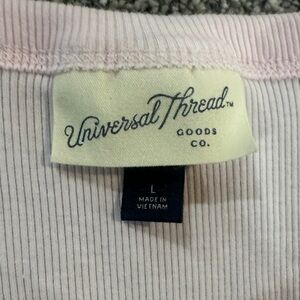 Universal Thread™
GOODS
CO.
L
MADE IN
VIETNAM